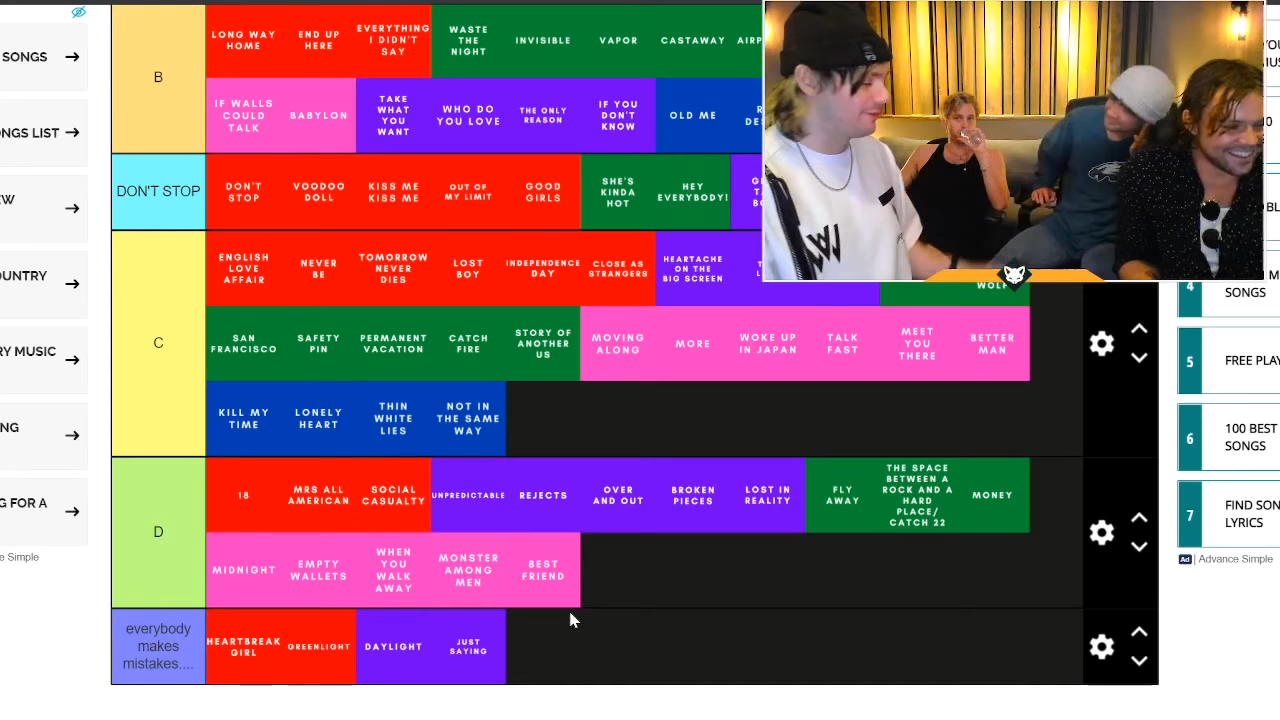 SONGS →
NGS LIST →
EW →
OUNTRY →
RY MUSIC →
NG →
G FOR A →
e Simple
B
LONG WAY
HOME
END UP
HERE
EVERYTHING
I DIDN'T
SAY
WASTE
THE
NIGHT
INVISIBLE
VAPOR
CASTAWAY
AIRP
IF WALLS
COULD
TALK
BABYLON
TAKE
WHAT
YOU
WANT
WHO DO
YOU LOVE
THE ONLY
REASON
IF YOU
DON'T
KNOW
OLD ME
DON'T STOP
DON'T
STOP
VOODOO
DOLL
KISS ME
KISS ME
OUT OF
MY LIMIT
GOOD
GIRLS
SHE'S
KINDA
HOT
HEY
EVERYBODY!
C
ENGLISH
LOVE
AFFAIR
NEVER
BE
TOMORROW
NEVER
DIES
LOST
BOY
INDEPENDENCE
DAY
CLOSE AS
STRANGERS
HEARTACHE
ON THE
BIG SCREEN
WOLF
SAN
FRANCISCO
SAFETY
PIN
PERMANENT
VACATION
CATCH
FIRE
STORY OF
ANOTHER
US
MOVING
ALONG
MORE
WOKE UP
IN JAPAN
TALK
FAST
MEET
YOU
THERE
BETTER
MAN
KILL MY
TIME
LONELY
HEART
THIN
WHITE
LIES
NOT IN
THE SAME
WAY
D
18
MRS ALL
AMERICAN
SOCIAL
CASUALTY
UNPREDICTABLE
REJECTS
OVER
AND OUT
BROKEN
PIECES
LOST IN
REALITY
FLY
AWAY
THE SPACE
BETWEEN A
ROCK AND A
HARD
PLACE/
CATCH 22
MONEY
MIDNIGHT
EMPTY
WALLETS
WHEN
YOU
WALK
AWAY
MONSTER
AMONG
MEN
BEST
FRIEND
everybody
makes
mistakes....
HEARTBREAK
GIRL
GREENLIGHT
DAYLIGHT
JUST
SAYING
4
SONGS
5
FREE PLAY
6
100 BEST
SONGS
7
FIND SON
LYRICS
Ad | Advance Simple